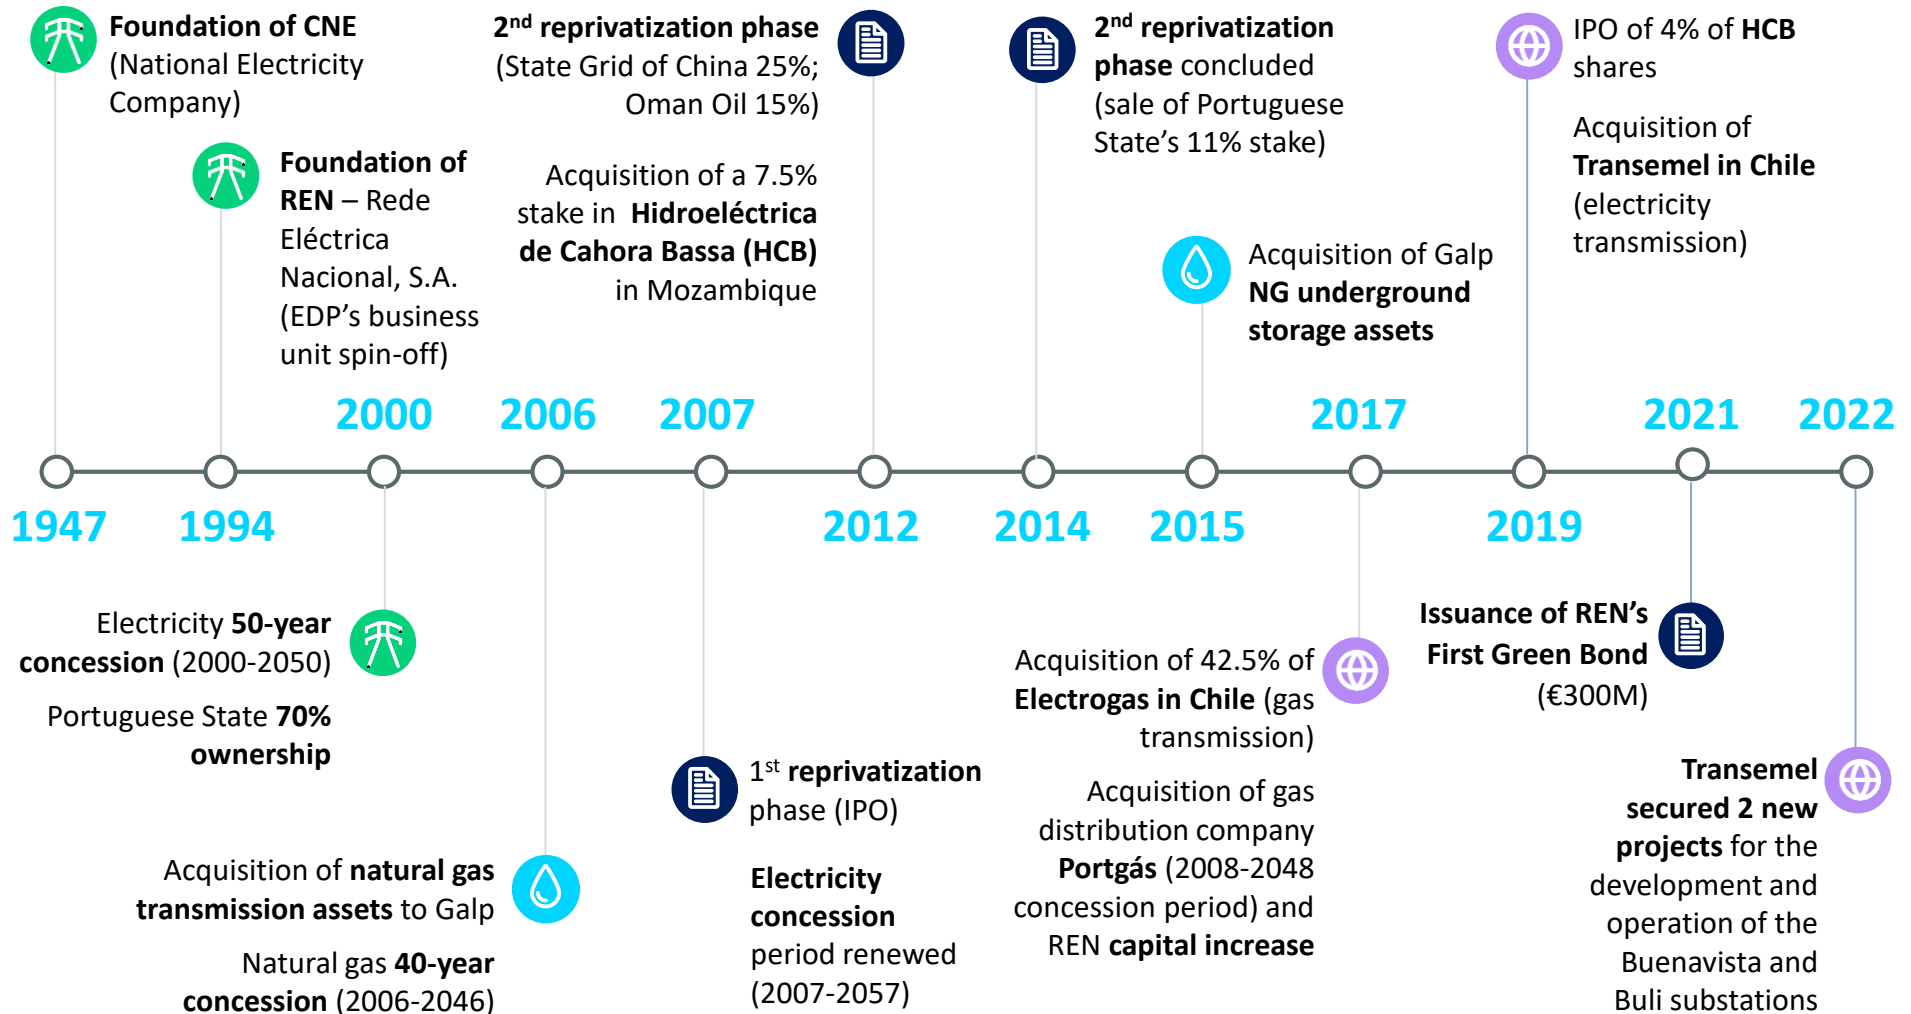 Foundation of CNE
(National Electricity
Company)
Foundation of
REN – Rede
Eléctrica
Nacional, S.A.
(EDP's business
unit spin-off)
2nd reprivatization phase
(State Grid of China 25%;
Oman Oil 15%)
Acquisition of a 7.5%
stake in Hidroeléctrica
de Cahora Bassa (HCB)
in Mozambique
2nd reprivatization
phase concluded
(sale of Portuguese
State's 11% stake)
Acquisition of Galp
NG underground
storage assets
IPO of 4% of HCB
shares
Acquisition of
Transemel in Chile
(electricity
transmission)
2000 2006 2007 2017 2021 2022
1947 1994 2012 2014 2015 2019
Electricity 50-year
concession (2000-2050)
Portuguese State 70%
ownership
Acquisition of natural gas
transmission assets to Galp
Natural gas 40-year
concession (2006-2046)
1st reprivatization
phase (IPO)
Electricity
concession
period renewed
(2007-2057)
Acquisition of 42.5% of
Electrogas in Chile (gas
transmission)
Acquisition of gas
distribution company
Portgás (2008-2048
concession period) and
REN capital increase
Issuance of REN's
First Green Bond
(€300M)
Transemel
secured 2 new
projects for the
development and
operation of the
Buenavista and
Buli substations